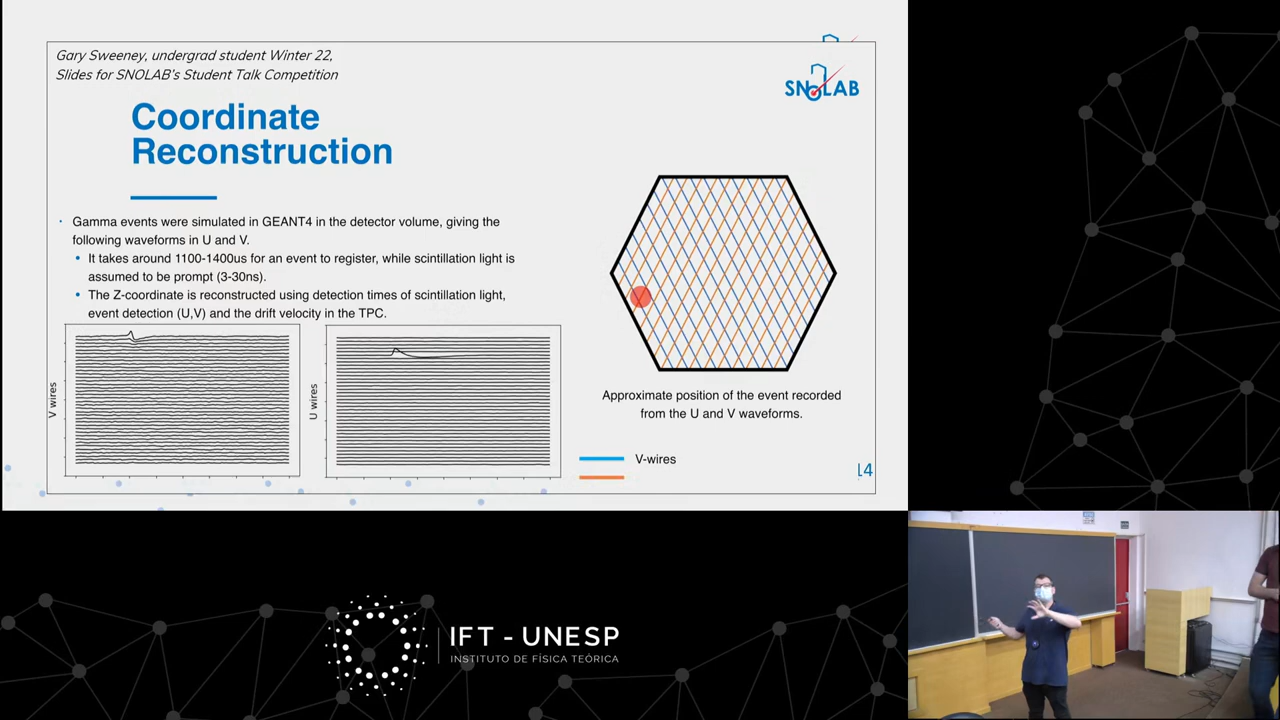 Gary Sweeney, undergrad student Winter 22,
Slides for SNOLAB's Student Talk Competition
SNOLAB
Coordinate
Reconstruction
Gamma events were simulated in GEANT4 in the detector volume, giving the
following waveforms in U and V.
It takes around 1100-1400us for an event to register, while scintillation light is
assumed to be prompt (3-30ns).
The Z-coordinate is reconstructed using detection times of scintillation light,
event detection (U,V) and the drift velocity in the TPC.
V wires
U wires
Approximate position of the event recorded
from the U and V waveforms.
V-wires
14
IFT - UNESP
INSTITUTO DE FÍSICA TEÓRICA